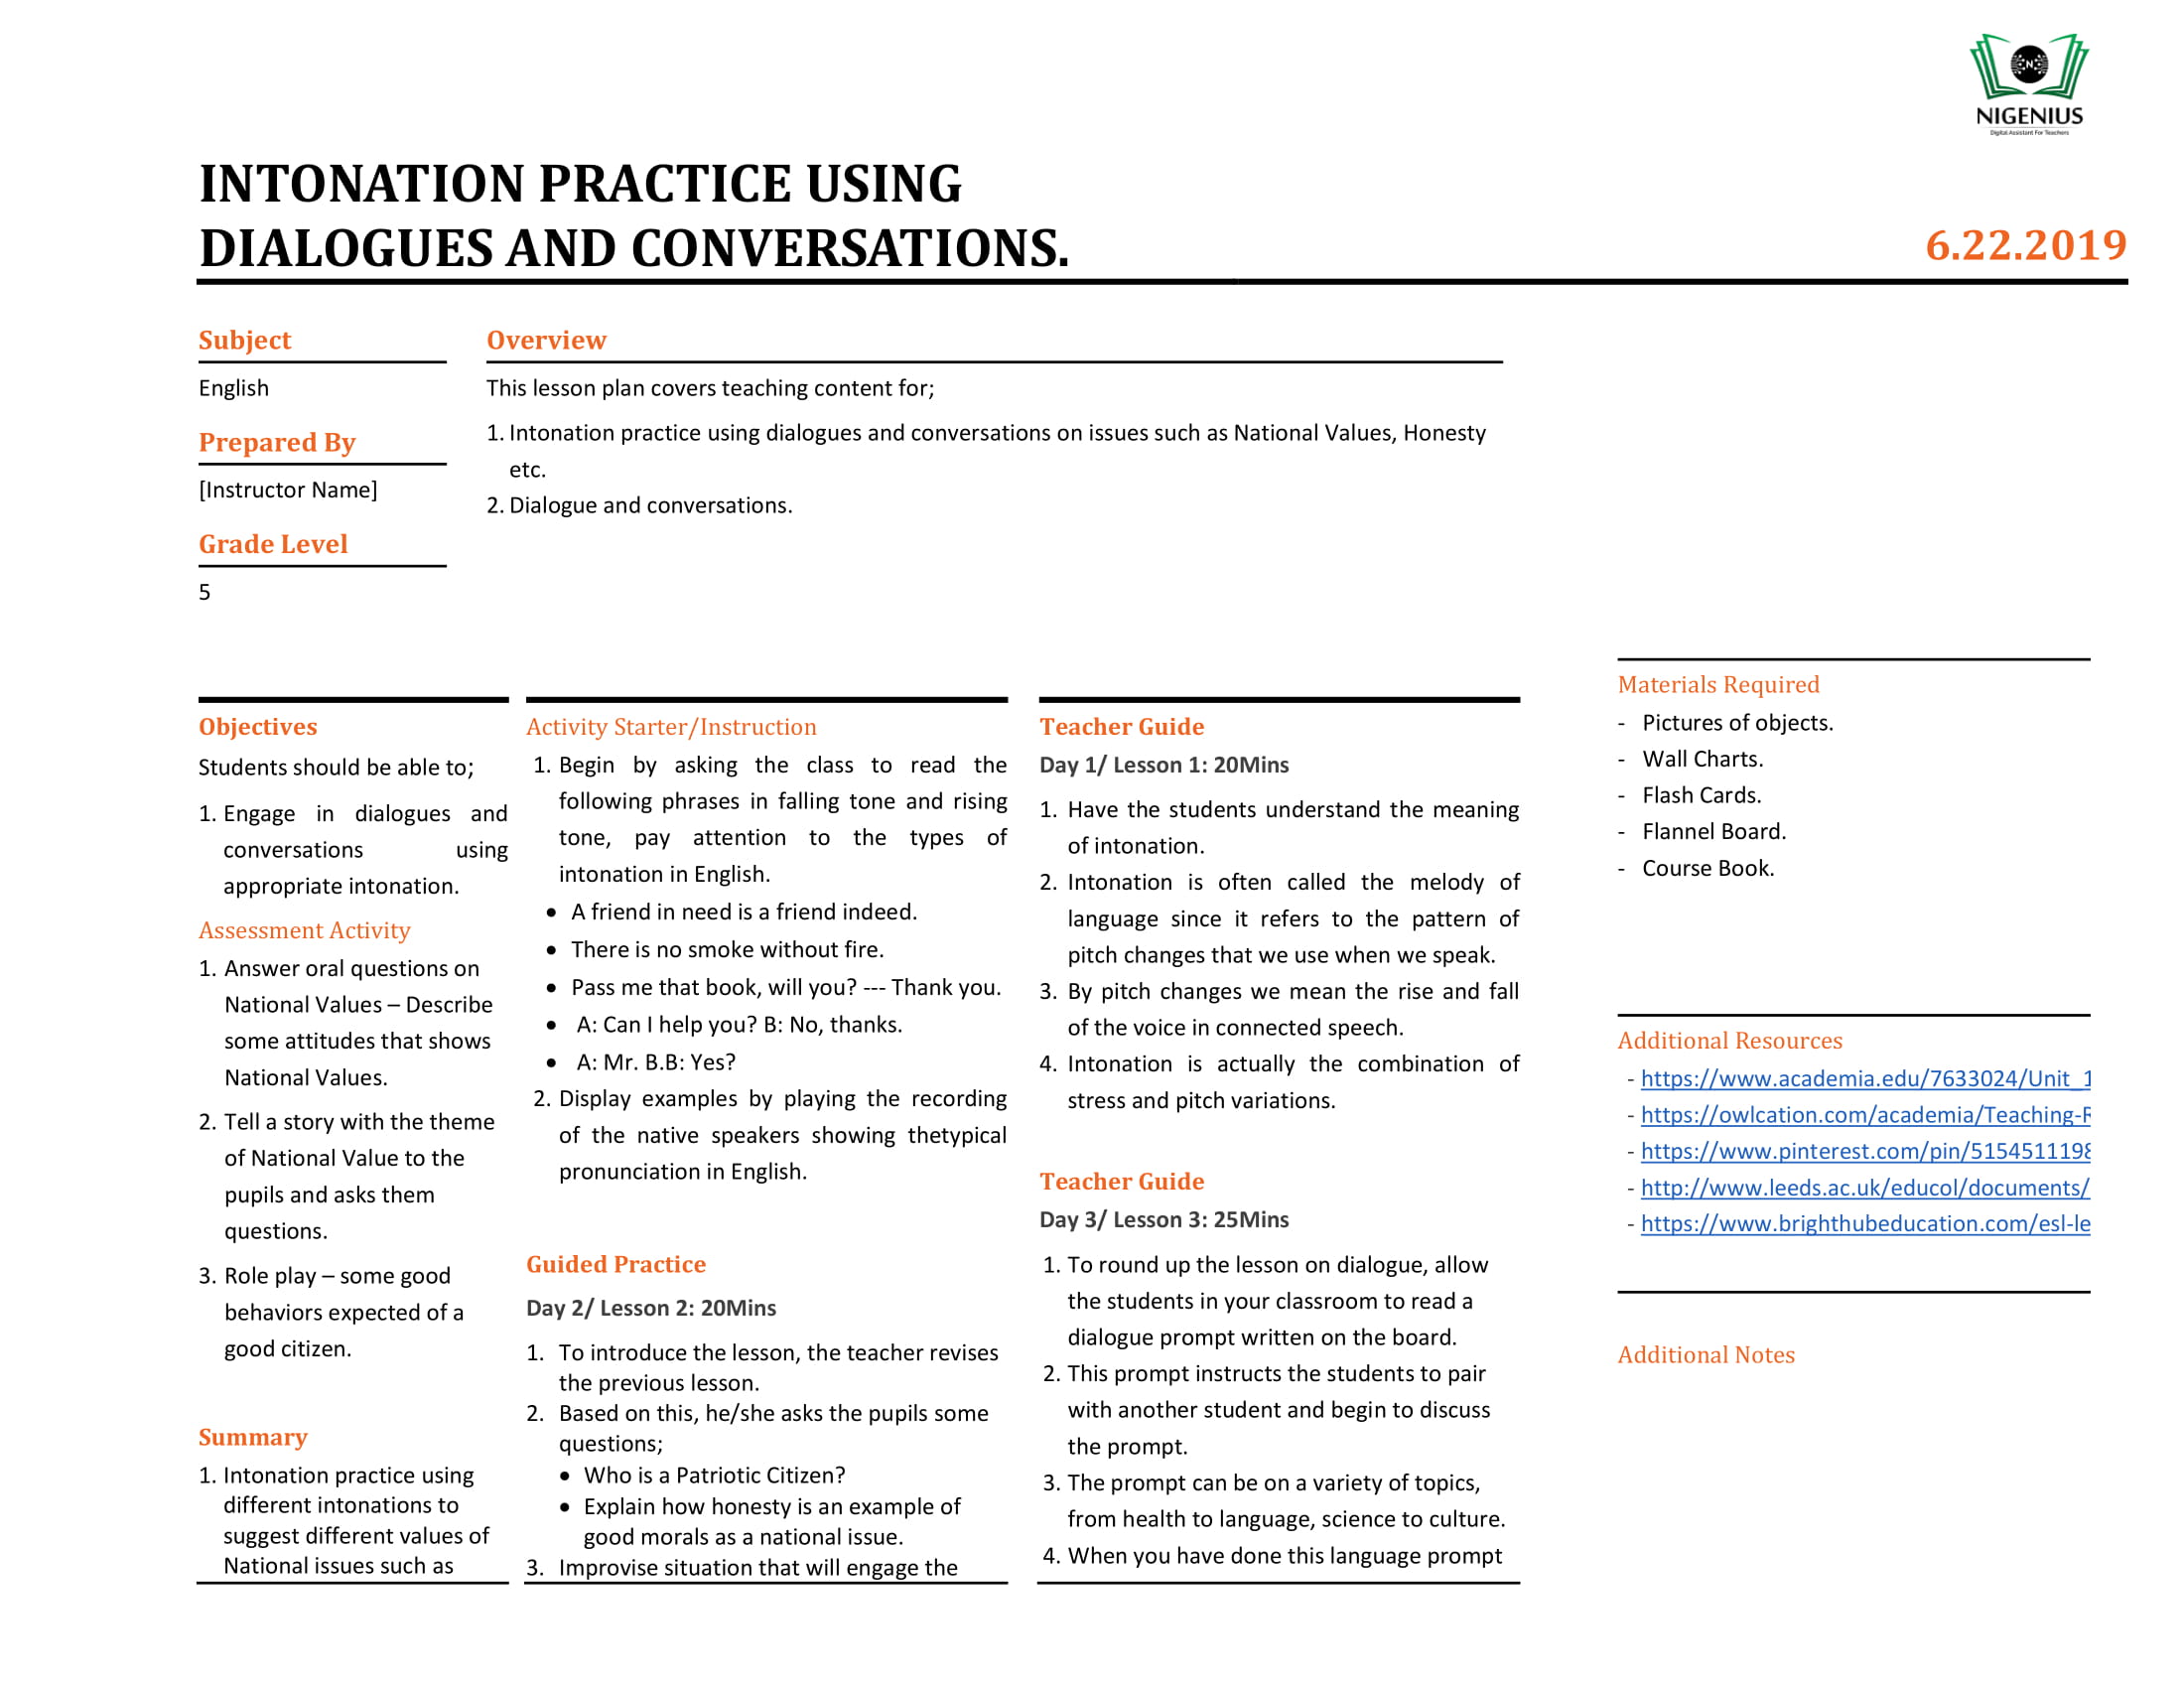 NIGENIUS
Digital Assistant For Teachers
INTONATION PRACTICE USING
DIALOGUES AND CONVERSATIONS.
6.22.2019
Subject
English
Prepared By
[Instructor Name]
Grade Level
5
Overview
This lesson plan covers teaching content for;
1. Intonation practice using dialogues and conversations on issues such as National Values, Honesty
etc.
2. Dialogue and conversations.
Objectives
Students should be able to;
1. Engage in dialogues and
conversations using
appropriate intonation.
Assessment Activity
1. Answer oral questions on
National Values – Describe
some attitudes that shows
National Values.
2. Tell a story with the theme
of National Value to the
pupils and asks them
questions.
3. Role play – some good
behaviors expected of a
good citizen.
Summary
1. Intonation practice using
different intonations to
suggest different values of
National issues such as
Activity Starter/Instruction
1. Begin by asking the class to read the
following phrases in falling tone and rising
tone, pay attention to the types of
intonation in English.
• A friend in need is a friend indeed.
• There is no smoke without fire.
• Pass me that book, will you? --- Thank you.
• A: Can I help you? B: No, thanks.
• A: Mr. B.B: Yes?
2. Display examples by playing the recording
of the native speakers showing thetypical
pronunciation in English.
Guided Practice
Day 2/ Lesson 2: 20Mins
1. To introduce the lesson, the teacher revises
the previous lesson.
2. Based on this, he/she asks the pupils some
questions;
• Who is a Patriotic Citizen?
• Explain how honesty is an example of
good morals as a national issue.
3. Improvise situation that will engage the
Teacher Guide
Day 1/ Lesson 1: 20Mins
1. Have the students understand the meaning
of intonation.
2. Intonation is often called the melody of
language since it refers to the pattern of
pitch changes that we use when we speak.
3. By pitch changes we mean the rise and fall
of the voice in connected speech.
4. Intonation is actually the combination of
stress and pitch variations.
Teacher Guide
Day 3/ Lesson 3: 25Mins
1. To round up the lesson on dialogue, allow
the students in your classroom to read a
dialogue prompt written on the board.
2. This prompt instructs the students to pair
with another student and begin to discuss
the prompt.
3. The prompt can be on a variety of topics,
from health to language, science to culture.
4. When you have done this language prompt
Materials Required
- Pictures of objects.
- Wall Charts.
- Flash Cards.
- Flannel Board.
- Course Book.
Additional Resources
- https://www.academia.edu/7633024/Unit_1
- https://owlcation.com/academia/Teaching-R
- https://www.pinterest.com/pin/5154511198
- http://www.leeds.ac.uk/educol/documents/
- https://www.brighthubeducation.com/esl-le
Additional Notes